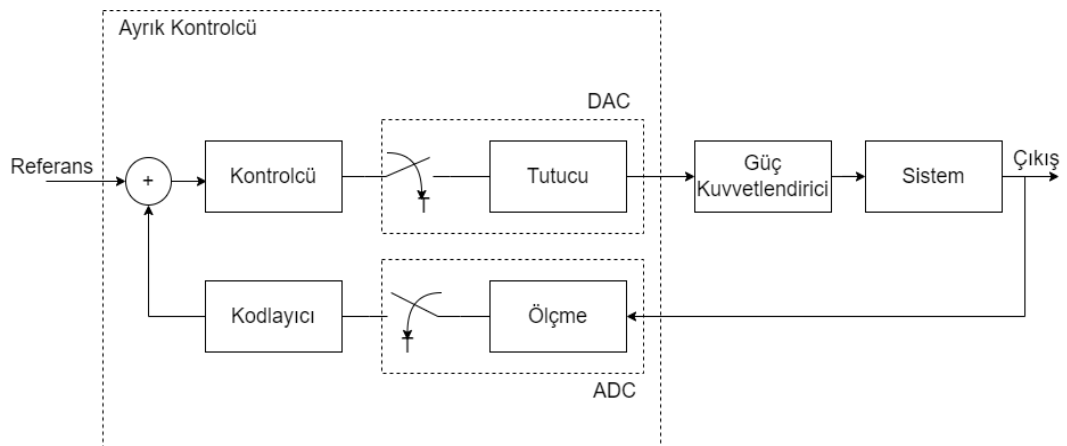 Ayrık Kontrolcü
DAC
Referans
+
Kontrolcü
Tutucu
Güç
Kuvvetlendirici
Sistem
Çıkış
Kodlayıcı
Ölçme
ADC